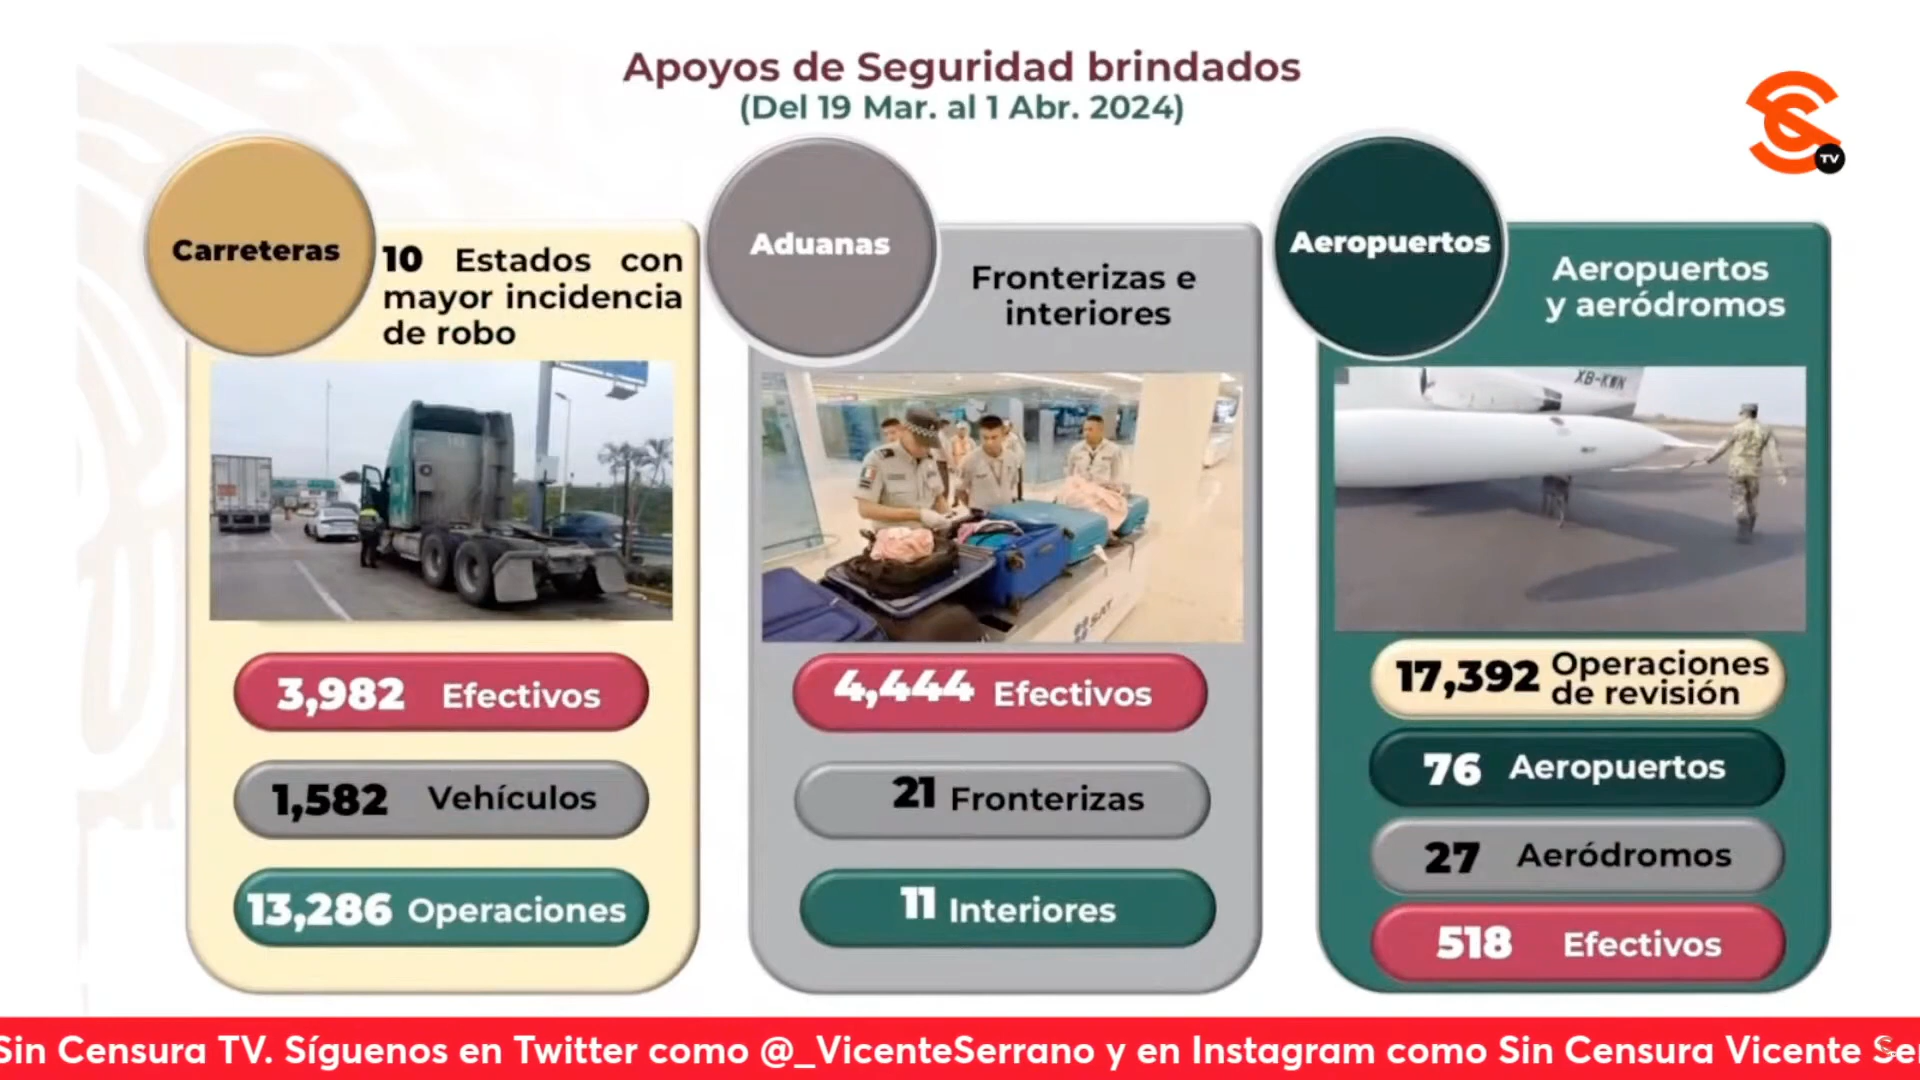 Apoyos de Seguridad brindados
(Del 19 Mar. al 1 Abr. 2024)
TV
Carreteras
10 Estados con
mayor incidencia
de robo
3,982 Efectivos
1,582 Vehículos
13,286 Operaciones
Aduanas
Fronterizas e
interiores
SAT
4,444 Efectivos
21 Fronterizas
11 Interiores
Aeropuertos
Aeropuertos
y aeródromos
XB-KWN
17,392 Operaciones
de revisión
76 Aeropuertos
27 Aeródromos
518 Efectivos
Sin Censura TV. Síguenos en Twitter como @_VicenteSerrano y en Instagram como Sin Censura Vicente Ser